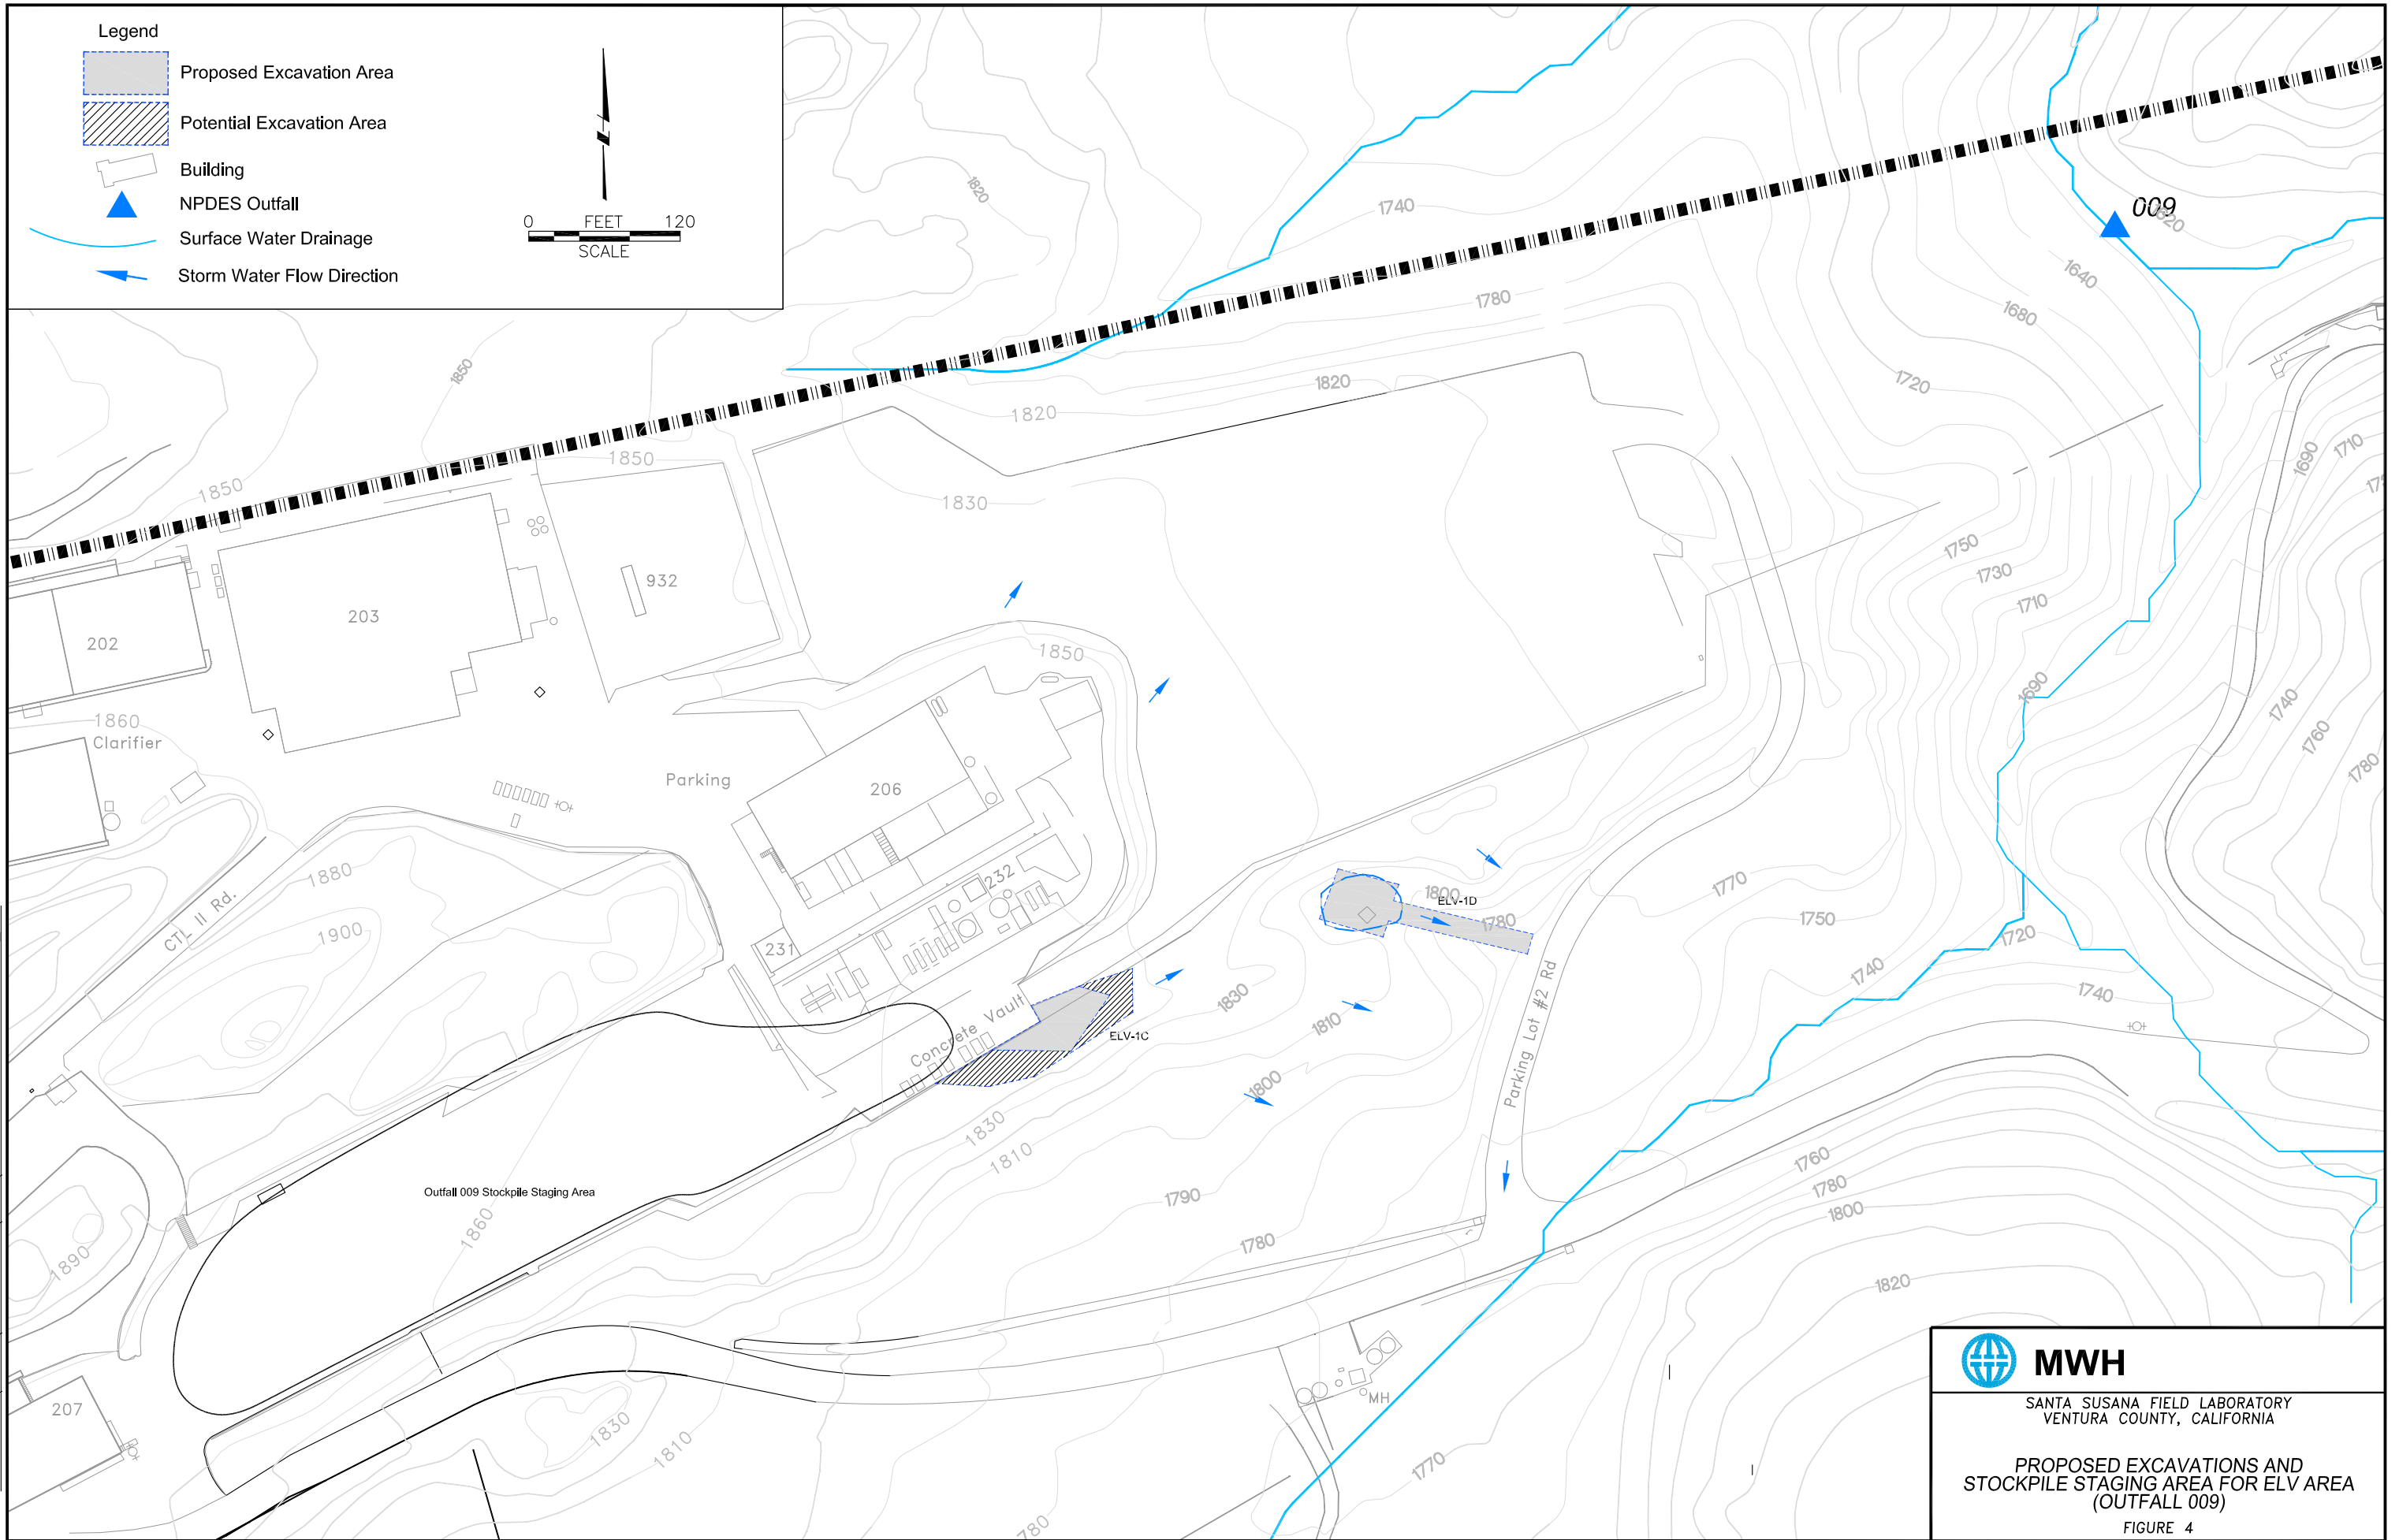 Legend
Proposed Excavation Area
Potential Excavation Area
Building
NPDES Outfall
Surface Water Drainage
Storm Water Flow Direction
0 FEET 120
SCALE
1820
1740
009
1820
1640
1780
1680
1850
1720
1820
1820
1690
1710
1850
1850
1830
1750
1730
1710
932
203
202
1850
1690
1860
Clarifier
1740
1760
1780
Parking
206
232
1880
1770
1800
ELV-1D
1750
1780
CTL II Rd.
1900
231
1720
1740
1740
1830
1810
Parking Lot #2 Rd
Concrete Vault
ELV-1C
1800
1830
1810
1760
1780
1800
1790
Outfall 009 Stockpile Staging Area
1860
1780
1890
1820
207
MH
1830
1810
1770
780
MWH
SANTA SUSANA FIELD LABORATORY
VENTURA COUNTY, CALIFORNIA
PROPOSED EXCAVATIONS AND
STOCKPILE STAGING AREA FOR ELV AREA
(OUTFALL 009)
FIGURE 4